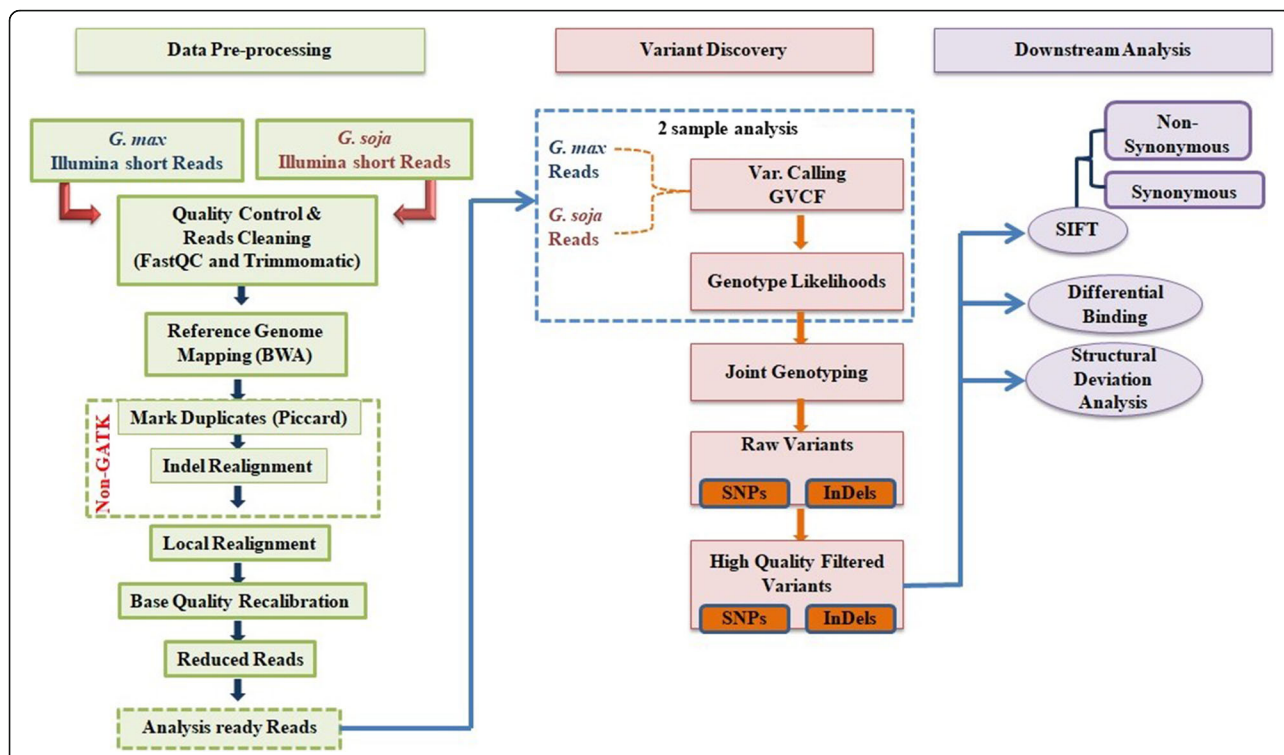 Data Pre-processing
G. max
Illumina short Reads
G. soja
Illumina short Reads
Quality Control &
Reads Cleaning
(FastQC and Trimmomatic)
Reference Genome
Mapping (BWA)
Non-GATK
Mark Duplicates (Piccard)
Indel Realignment
Local Realignment
Base Quality Recalibration
Reduced Reads
Analysis ready Reads
Variant Discovery
2 sample analysis
G. max
Reads
G. soja
Reads
Var. Calling
GVCF
Genotype Likelihoods
Joint Genotyping
Raw Variants
SNPs
InDels
High Quality Filtered
Variants
SNPs
InDels
Downstream Analysis
Non-
Synonymous
Synonymous
SIFT
Differential
Binding
Structural
Deviation
Analysis